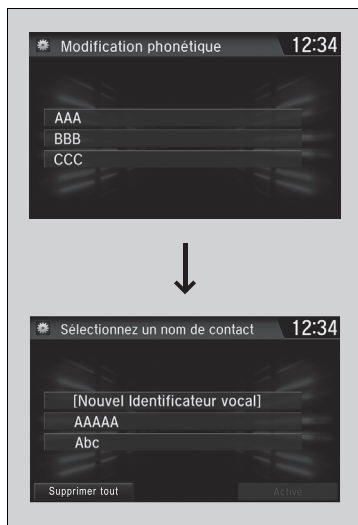 Modification phonétique 12:34
AAA
BBB
CCC
Sélectionnez un nom de contact 12:34
[Nouvel Identificateur vocal]
AAAAA
Abc
Supprimer tout Active